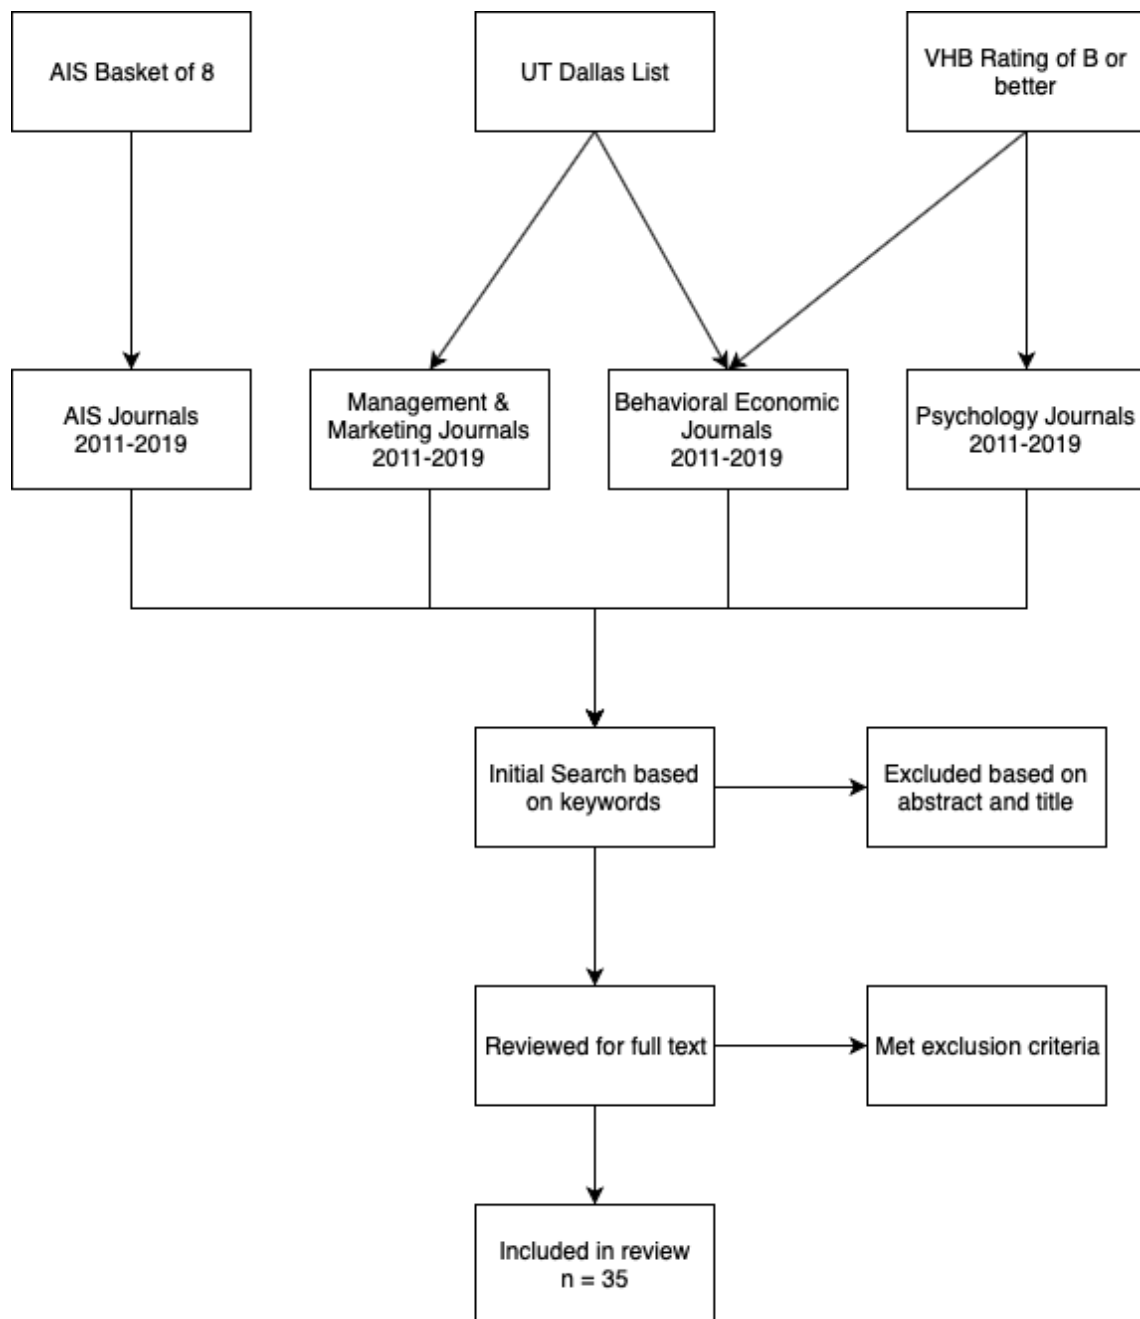 AIS Basket of 8
UT Dallas List
VHB Rating of B or
better
AIS Journals
2011-2019
Management &
Marketing Journals
2011-2019
Behavioral Economic
Journals
2011-2019
Psychology Journals
2011-2019
Initial Search based
on keywords
Excluded based on
abstract and title
Reviewed for full text
Met exclusion criteria
Included in review
n = 35